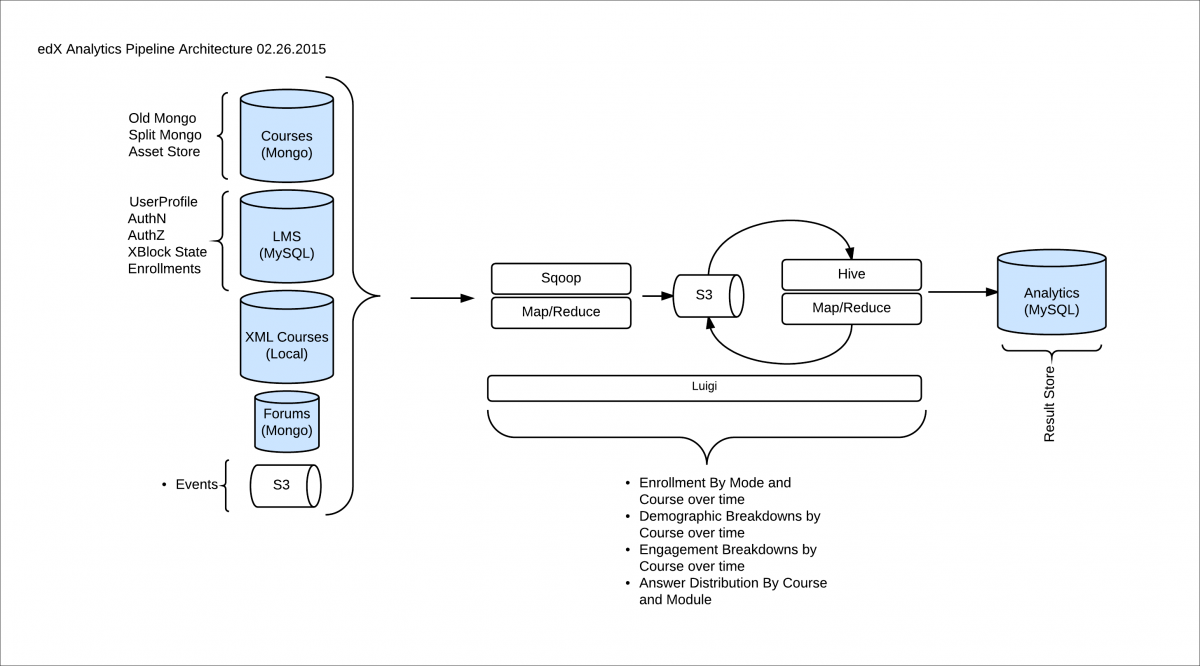 edX Analytics Pipeline Architecture 02.26.2015
Old Mongo
Split Mongo
Asset Store
Courses
(Mongo)
UserProfile
AuthN
AuthZ
XBlock State
Enrollments
LMS
(MySQL)
XML Courses
(Local)
Forums
(Mongo)
• Events
S3
Sqoop
Map/Reduce
S3
Hive
Map/Reduce
Luigi
• Enrollment By Mode and
Course over time
• Demographic Breakdowns by
Course over time
• Engagement Breakdowns by
Course over time
• Answer Distribution By Course
and Module
Analytics
(MySQL)
Result Store